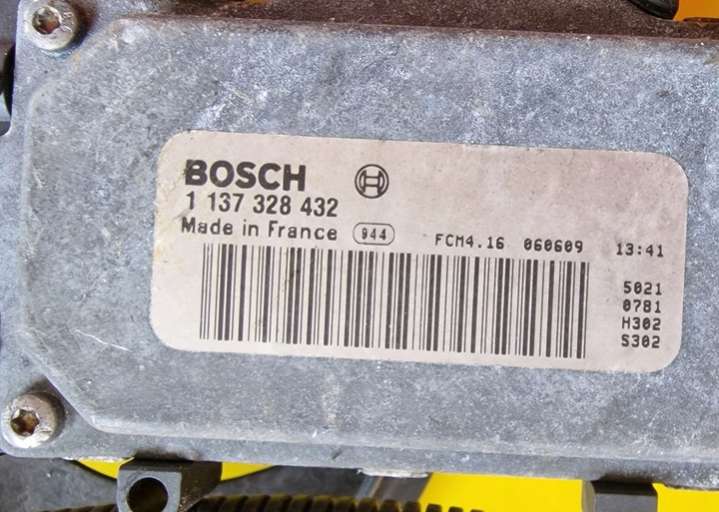 BOSCH
1 137 328 432
Made in France 944 FCM4.16 060609 13:41
5021
0781
H302
S302